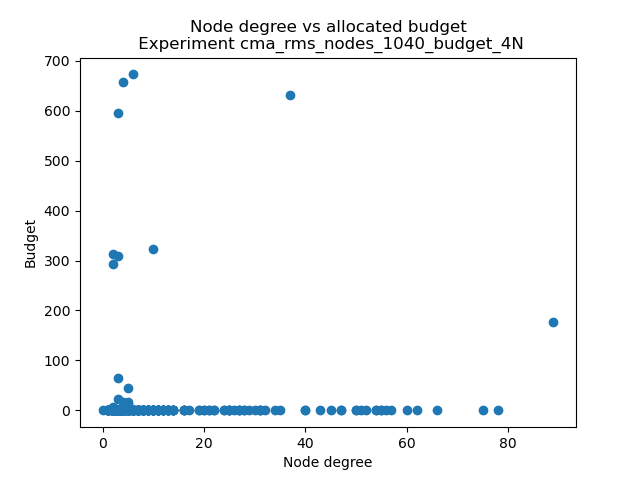 Node degree vs allocated budget
Experiment cma_rms_nodes_1040_budget_4N
700
600
500
400
300
200
100
0
Budget
0 20 40 60 80
Node degree